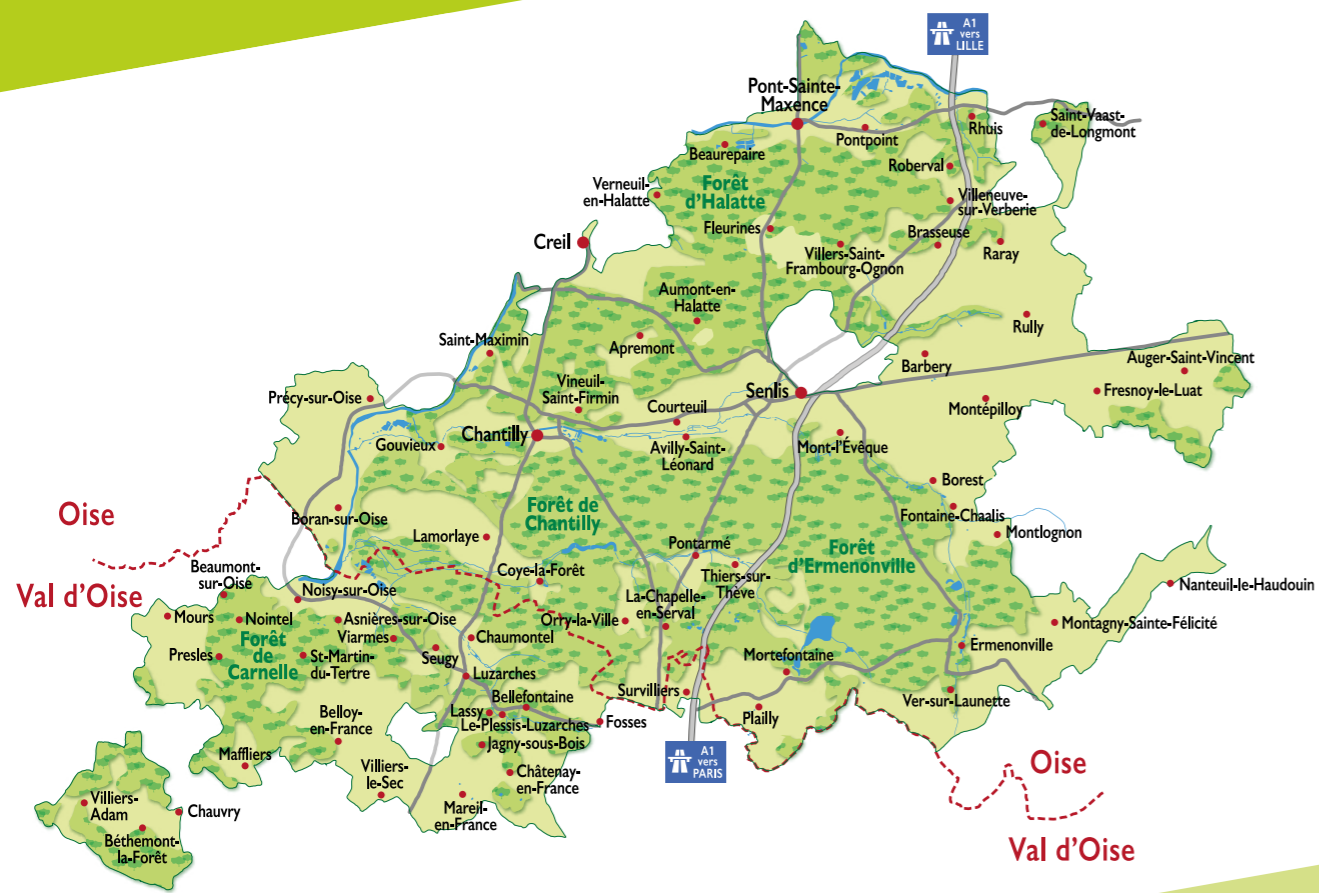 A1
vers
LILLE
Pont-Sainte-
Maxence
Pontpoint
Rhuis
Saint-Vaast-
de-Longmont
Beaurepaire
Roberval
Verneuil-
en-Halatte
Forêt
d'Halatte
Villeneuve-
sur-Verberie
Fleurines
Brasseuse
Creil
Villers-Saint-
Frambourg-Ognon
Raray
Aumont-en-
Halatte
Rully
Saint-Maximin
Apremont
Barbery
Auger-Saint-Vincent
Vineuil-
Saint-Firmin
Senlis
Précy-sur-Oise
Courteuil
Montépilloy
Fresnoy-le-Luat
Chantilly
Gouvieux
Avilly-Saint-
Léonard
Mont-l'Évêque
Borest
Oise
Boran-sur-Oise
Forêt de
Chantilly
Fontaine-Chaalis
Lamorlaye
Montlognon
Pontarmé
Forêt
d'Ermenonville
Beaumont-
sur-Oise
Coye-la-Forêt
Thiers-sur-
Thève
Nanteuil-le-Haudouin
Val d'Oise
Noisy-sur-Oise
La-Chapelle-
en-Serval
Mours
Nointel
Asnières-sur-Oise
Orry-la-Ville
Montagny-Sainte-Félicité
Viarmes
Chaumontel
Forêt
de
Carnelle
Presles
St-Martin-
du-Tertre
Seugy
Ermenonville
Luzarches
Mortefontaine
Survilliers
Bellefontaine
Ver-sur-Launette
Lassy
Le-Plessis-Luzarches
Fosses
Plailly
Belloy-
en-France
Jagny-sous-Bois
Maffliers
A1
vers
PARIS
Oise
Villiers-
le-Sec
Châtenay-
en-France
Mareil-
en-France
Villiers-
Adam
Chauvry
Béthemont-
la-Forêt
Val d'Oise